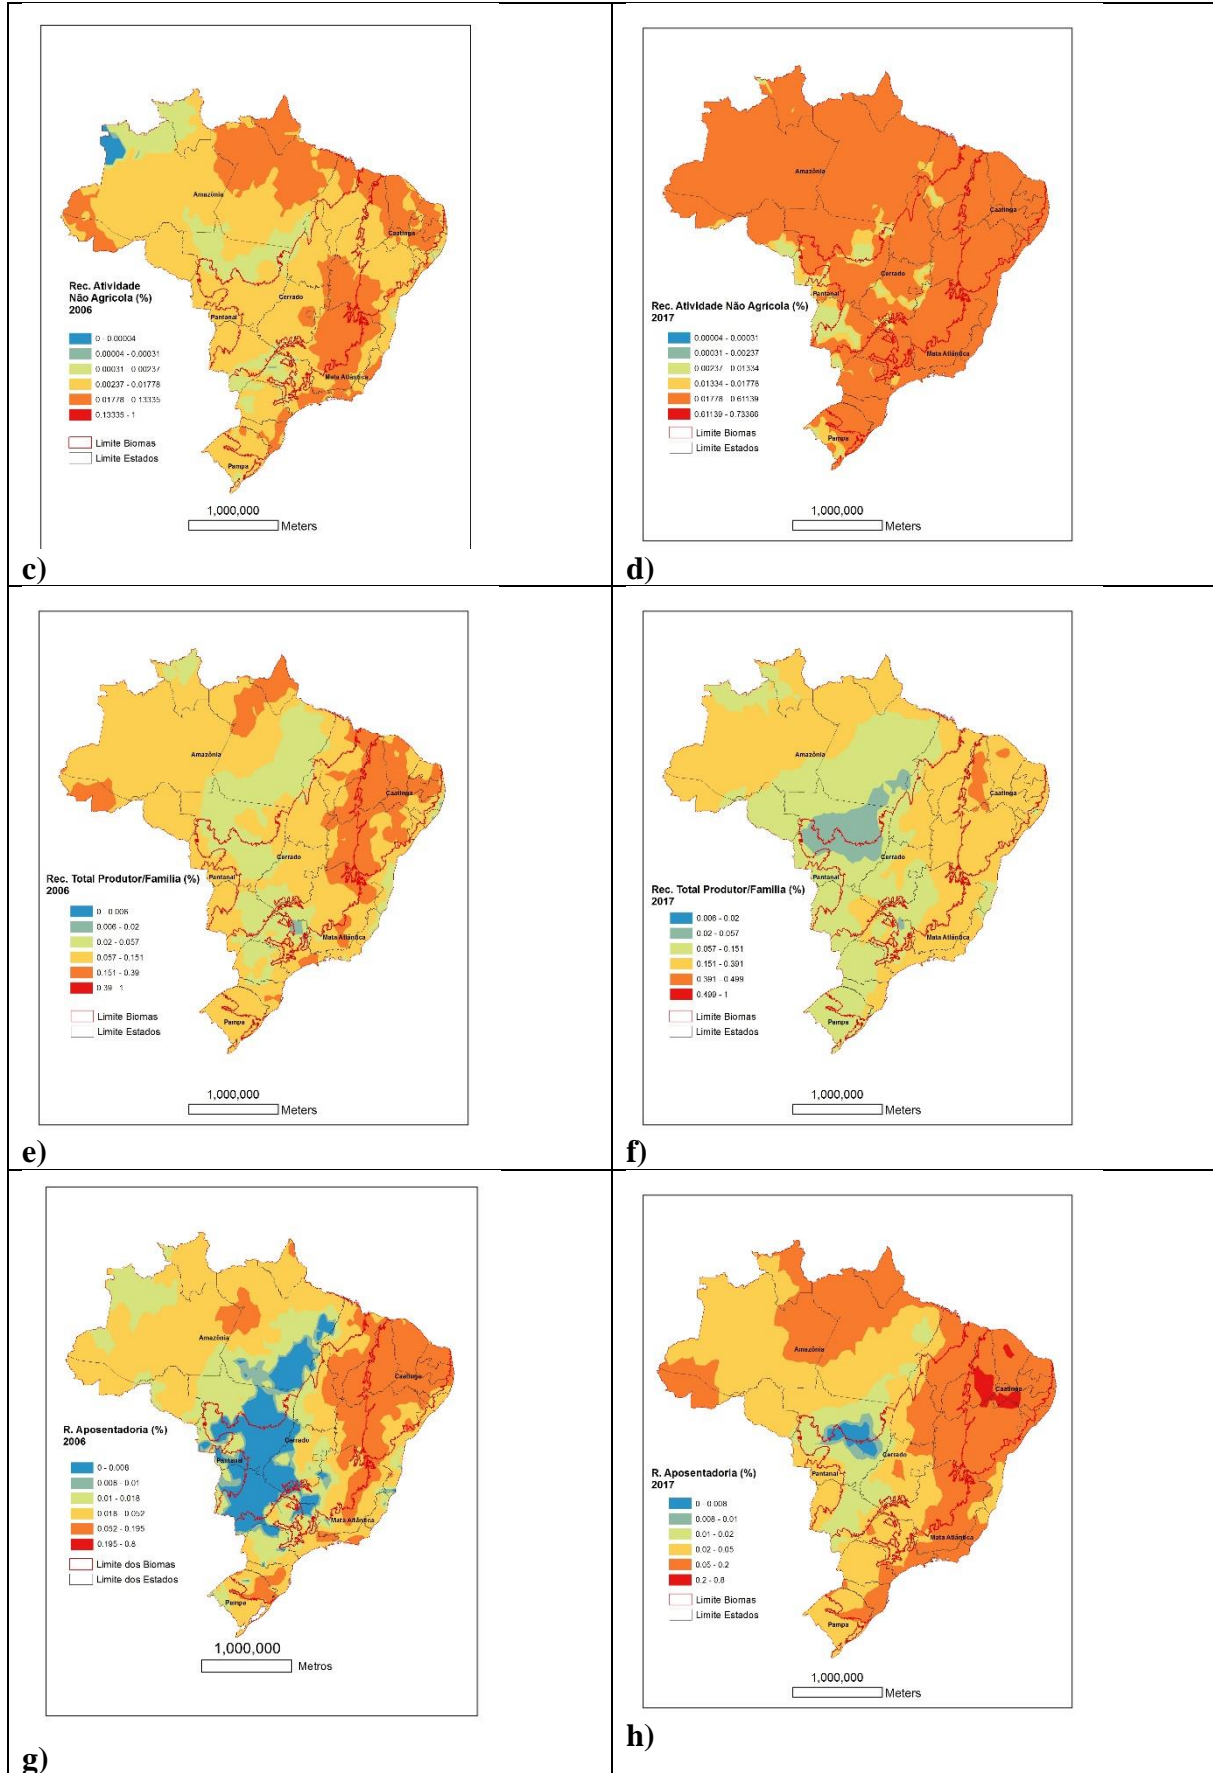 Amazônia
Caatinga
Rec. Atividade
Não Agrícola (%)
2006
Cerrado
Pantanal
0 - 0.00004
0.00004 - 0.00031
0.00031 - 0.00237
0.00237 - 0.01778
0.01778 - 0.13335
0.13335 - 1
Mata Atlântica
Limite Biomas
Limite Estados
Pampa
1,000,000
Meters
c)
Amazônia
Caatinga
Cerrado
Pantanal
Rec. Atividade Não Agrícola (%)
2017
0.00004 - 0.00031
0.00031 - 0.00237
0.00237 - 0.01334
0.01334 - 0.01778
0.01778 - 0.61139
0.61139 - 0.73366
Mata Atlântica
Limite Biomas
Limite Estados
Pampa
1,000,000
Meters
d)
Amazônia
Caatinga
Cerrado
Pantanal
Rec. Total Produtor/Família (%)
2006
0 - 0.006
0.006 - 0.02
0.02 - 0.057
0.057 - 0.151
0.151 - 0.39
0.39 - 1
Mata Atlântica
Limite Biomas
Limite Estados
Pampa
1,000,000
Meters
e)
Amazônia
Caatinga
Cerrado
Pantanal
Rec. Total Produtor/Família (%)
2017
0.006 - 0.02
0.02 - 0.057
0.057 - 0.151
0.151 - 0.391
0.391 - 0.499
0.499 - 1
Mata Atlântica
Limite Biomas
Limite Estados
Pampa
1,000,000
Meters
f)
Amazônia
Caatinga
R. Aposentadoria (%)
2006
Cerrado
Pantanal
0 - 0.008
0.008 - 0.01
0.01 - 0.018
0.018 - 0.052
0.052 - 0.195
0.195 - 0.8
Mata Atlântica
Limite dos Biomas
Limite dos Estados
Pampa
1,000,000
Metros
g)
Amazônia
Caatinga
Cerrado
Pantanal
R. Aposentadoria (%)
2017
0 - 0.008
0.008 - 0.01
0.01 - 0.02
0.02 - 0.05
0.05 - 0.2
0.2 - 0.8
Mata Atlântica
Limite Biomas
Limite Estados
Pampa
1,000,000
Meters
h)